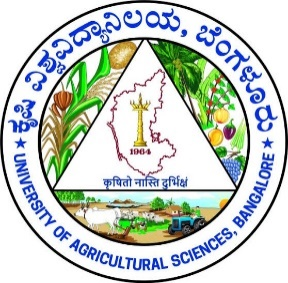 ಕೃಷಿ ವಿಶ್ವವಿದ್ಯಾನಿಲಯ, ಬೆಂಗಳೂರು
1964
कृषितो नास्ति दुर्भिक्षं
★ UNIVERSITY OF AGRICULTURAL SCIENCES, BANGALORE ★